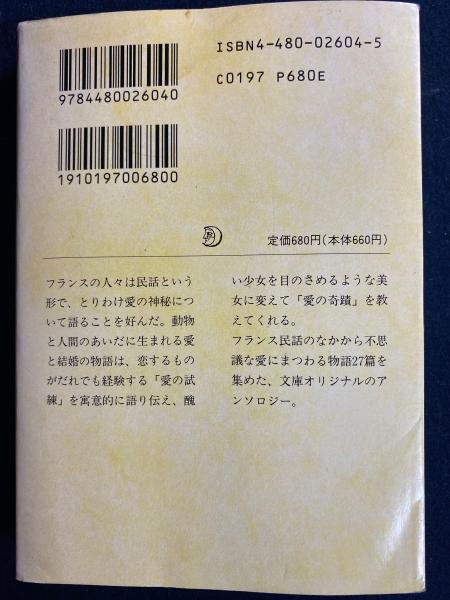 ISBN4-480-02604-5
9784480026040
C0197 P680E
1910197006800
定価680円(本体660円)
フランスの人々は民話という
形で、とりわけ愛の神秘につ
いて語ることを好んだ。動物
と人間のあいだに生まれる愛
と結婚の物語は、恋するもの
がだれでも経験する「愛の試
練」を寓意的に語り伝え、醜
い少女を目のさめるような美
女に変えて「愛の奇蹟」を教
えてくれる。
フランス民話のなかから不思
議な愛にまつわる物語27篇を
集めた、文庫オリジナルのア
ンソロジー。